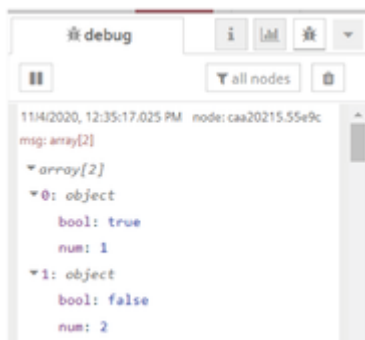 debug
all nodes
11/4/2020, 12:35:17.025 PM node: caa20215.55e9c
msg: array[2]
array[2]
0: object
bool: true
num: 1
1: object
bool: false
num: 2